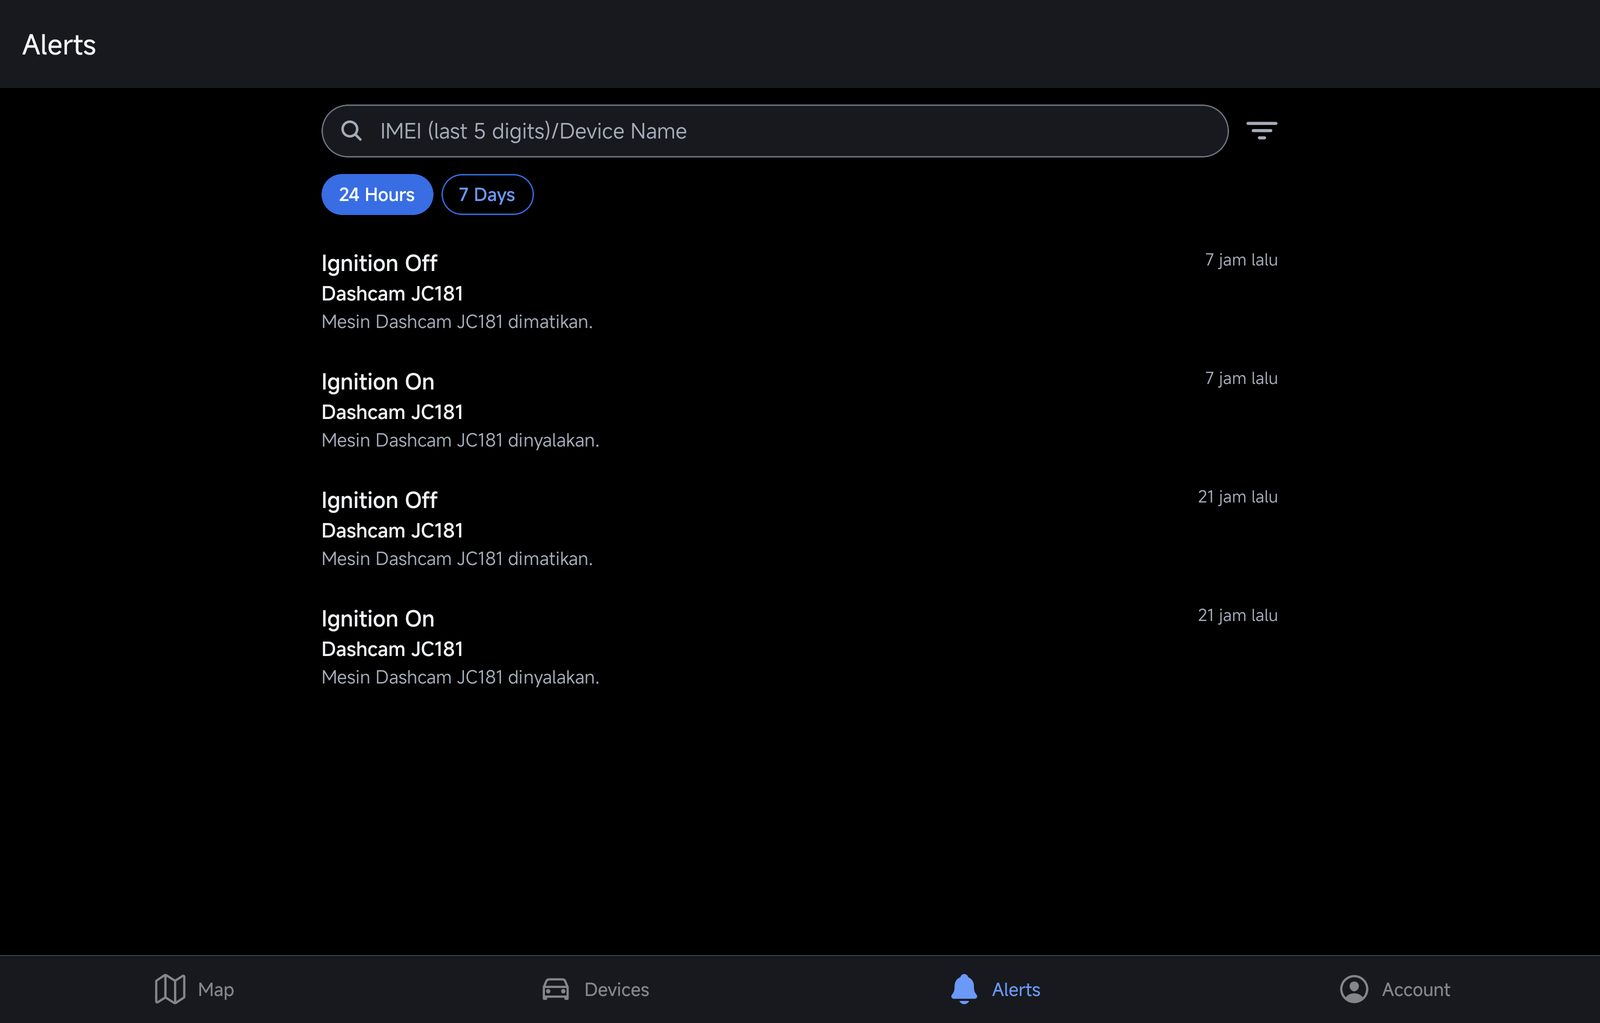 Alerts
IMEI (last 5 digits)/Device Name
24 Hours
7 Days
Ignition Off
7 jam lalu
Dashcam JC181
Mesin Dashcam JC181 dimatikan.
Ignition On
7 jam lalu
Dashcam JC181
Mesin Dashcam JC181 dinyalakan.
Ignition Off
21 jam lalu
Dashcam JC181
Mesin Dashcam JC181 dimatikan.
Ignition On
21 jam lalu
Dashcam JC181
Mesin Dashcam JC181 dinyalakan.
Map
Devices
Alerts
Account